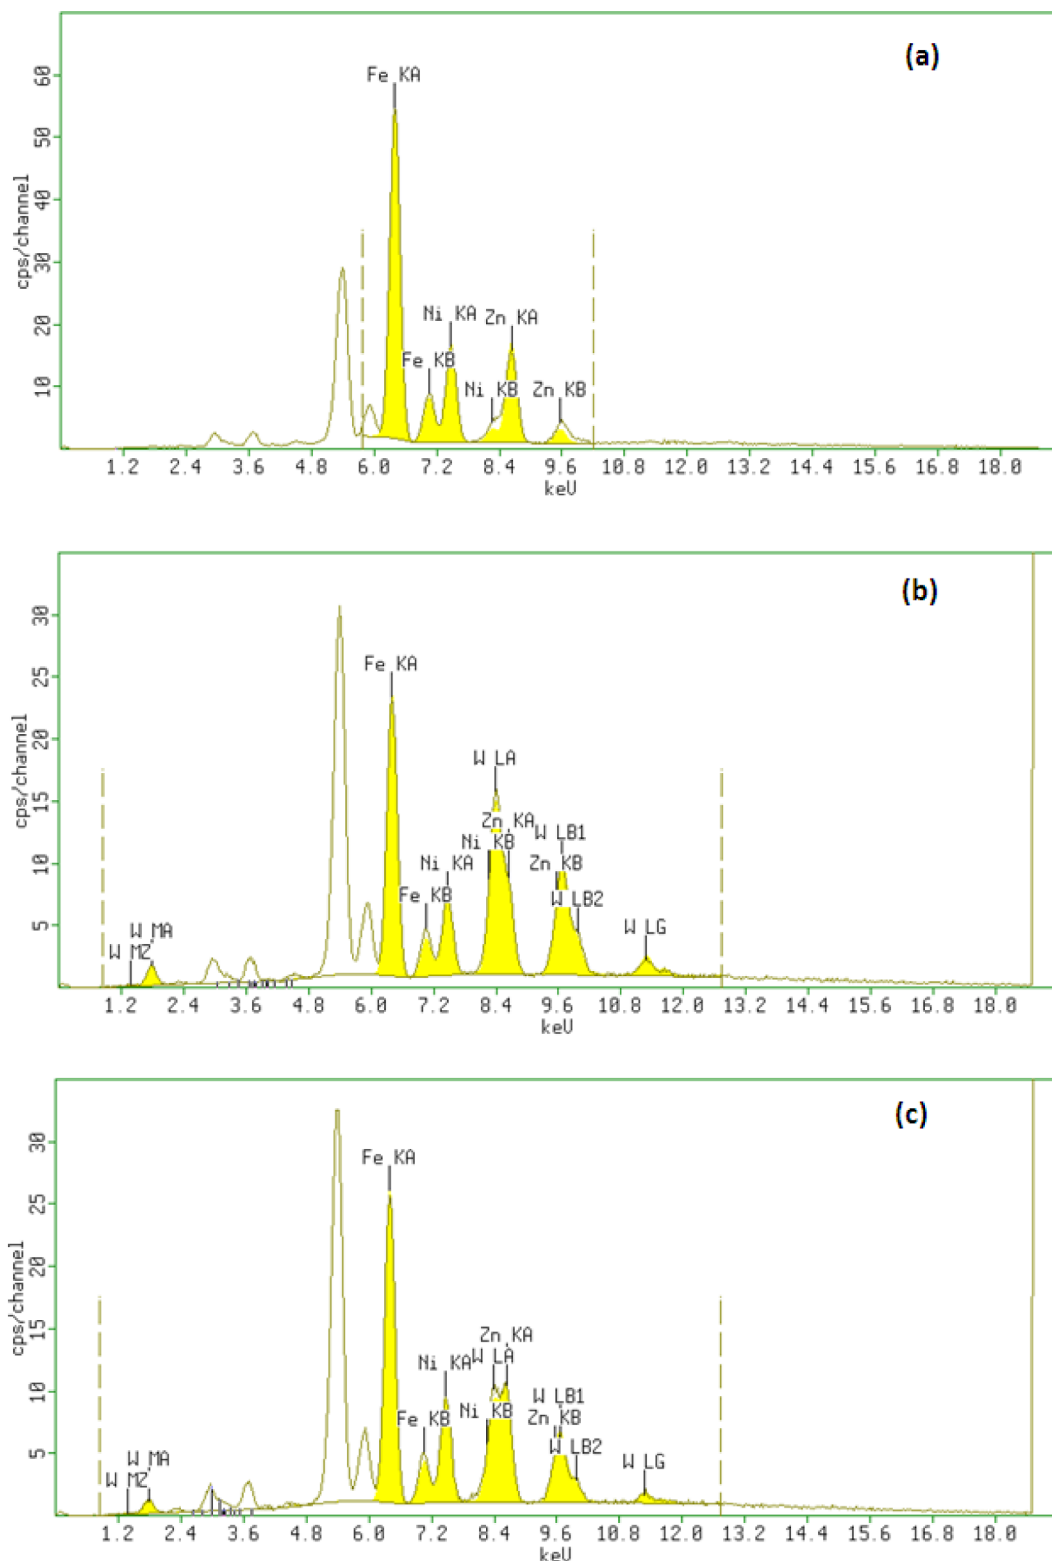 (a)
Fe KA
Ni KA
Zn KA
Fe KB
Ni KB
Zn KB
cps/channel
60
50
40
30
20
10
1.2 2.4 3.6 4.8 6.0 7.2 8.4 9.6 10.8 12.0 13.2 14.4 15.6 16.8 18.0
keV
(b)
Fe KA
W LA
Zn KA
W LB1
Ni KB
Ni KA
Zn KB
Fe KB
W LB2
W MA
W LG
W MZ
cps/channel
30
25
20
15
10
5
1.2 2.4 3.6 4.8 6.0 7.2 8.4 9.6 10.8 12.0 13.2 14.4 15.6 16.8 18.0
keV
(c)
Fe KA
Zn KA
Ni KA
W LA
W LB1
Fe KB
Ni KB
Zn KB
W LB2
W MA
W LG
W MZ
cps/channel
30
25
20
15
10
5
1.2 2.4 3.6 4.8 6.0 7.2 8.4 9.6 10.8 12.0 13.2 14.4 15.6 16.8 18.0
keV